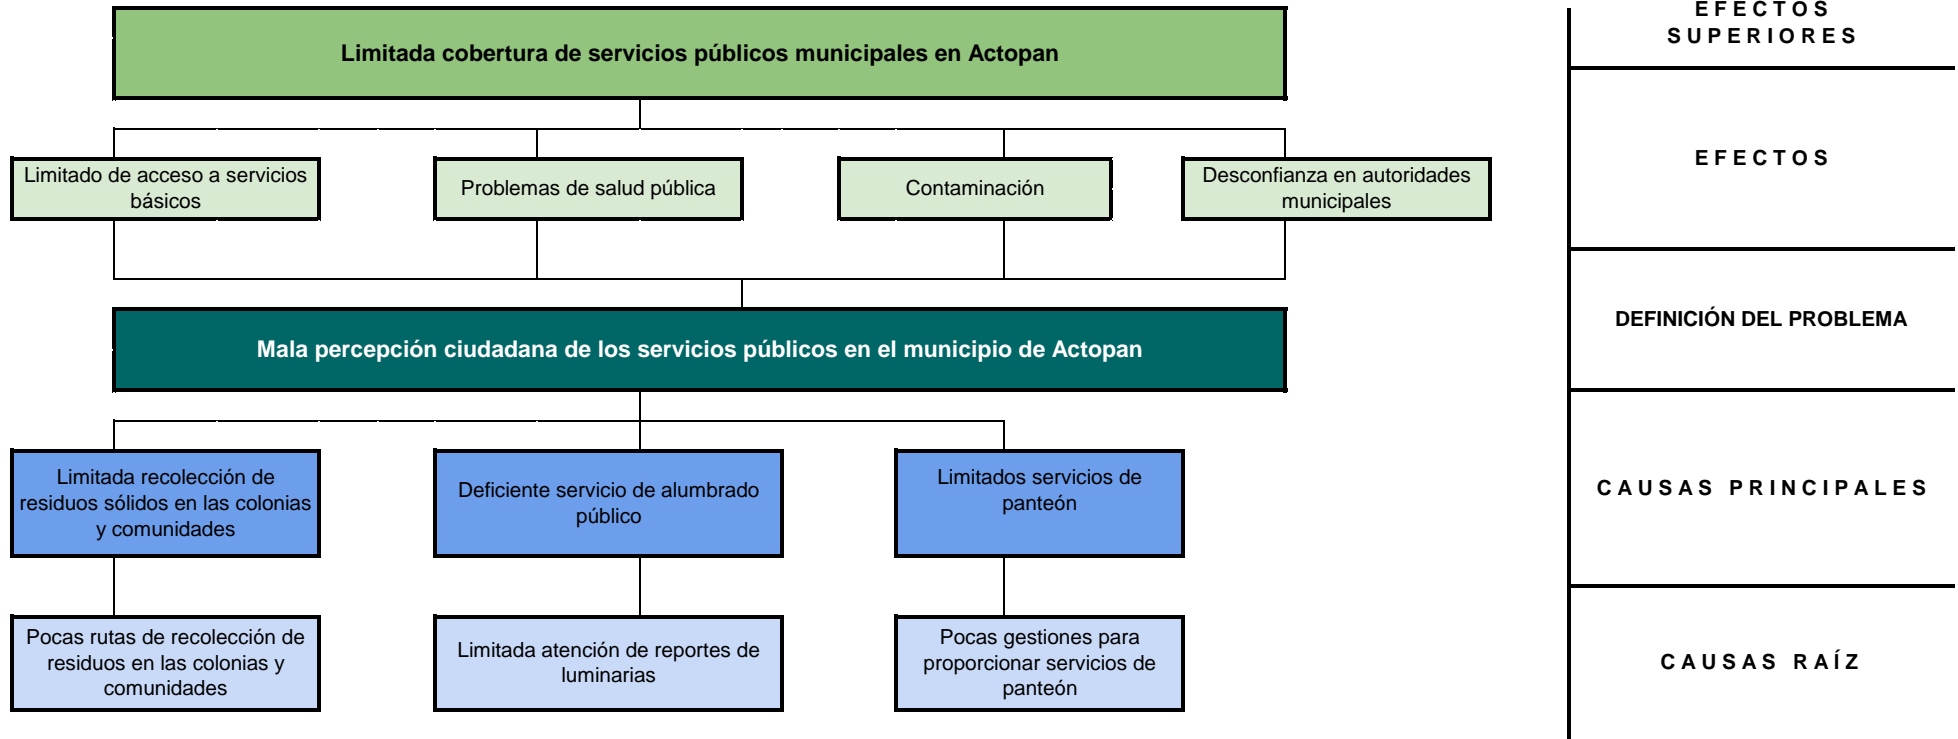 EFECTOS
SUPERIORES
Limitada cobertura de servicios públicos municipales en Actopan
EFECTOS
Limitado de acceso a servicios
básicos
Problemas de salud pública
Contaminación
Desconfianza en autoridades
municipales
DEFINICIÓN DEL PROBLEMA
Mala percepción ciudadana de los servicios públicos en el municipio de Actopan
CAUSAS PRINCIPALES
Limitada recolección de
residuos sólidos en las colonias
y comunidades
Deficiente servicio de alumbrado
público
Limitados servicios de
panteón
CAUSAS RAÍZ
Pocas rutas de recolección de
residuos en las colonias y
comunidades
Limitada atención de reportes de
luminarias
Pocas gestiones para
proporcionar servicios de
panteón